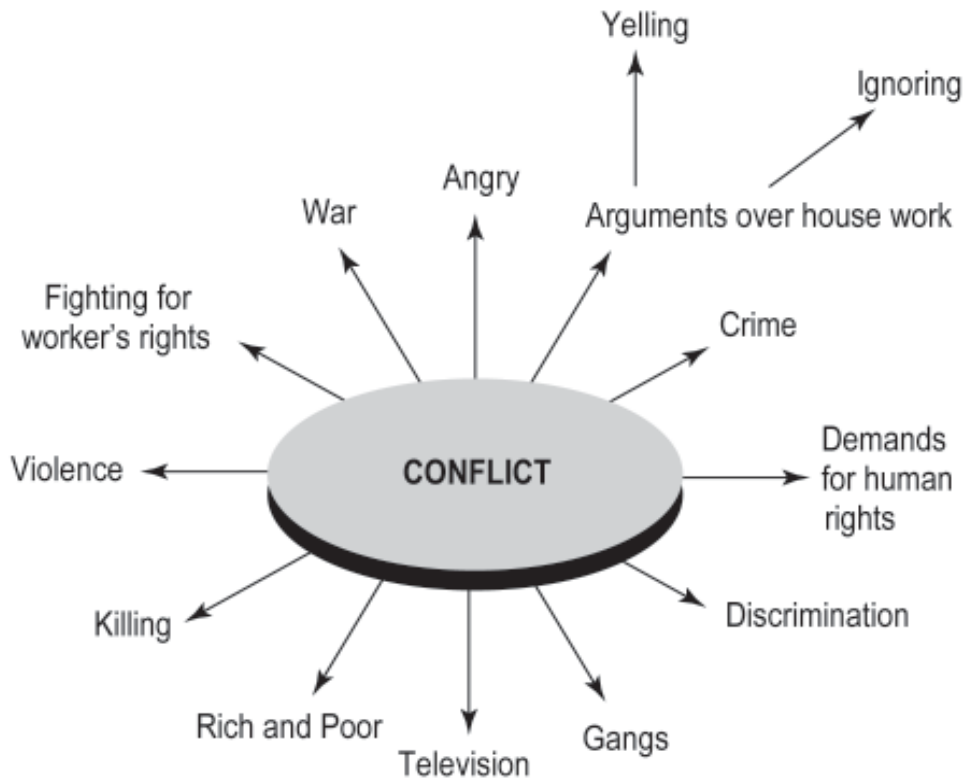 Yelling
Ignoring
Angry
War
Arguments over house work
Fighting for
worker's rights
Crime
Violence
CONFLICT
Demands
for human
rights
Killing
Discrimination
Rich and Poor
Television
Gangs